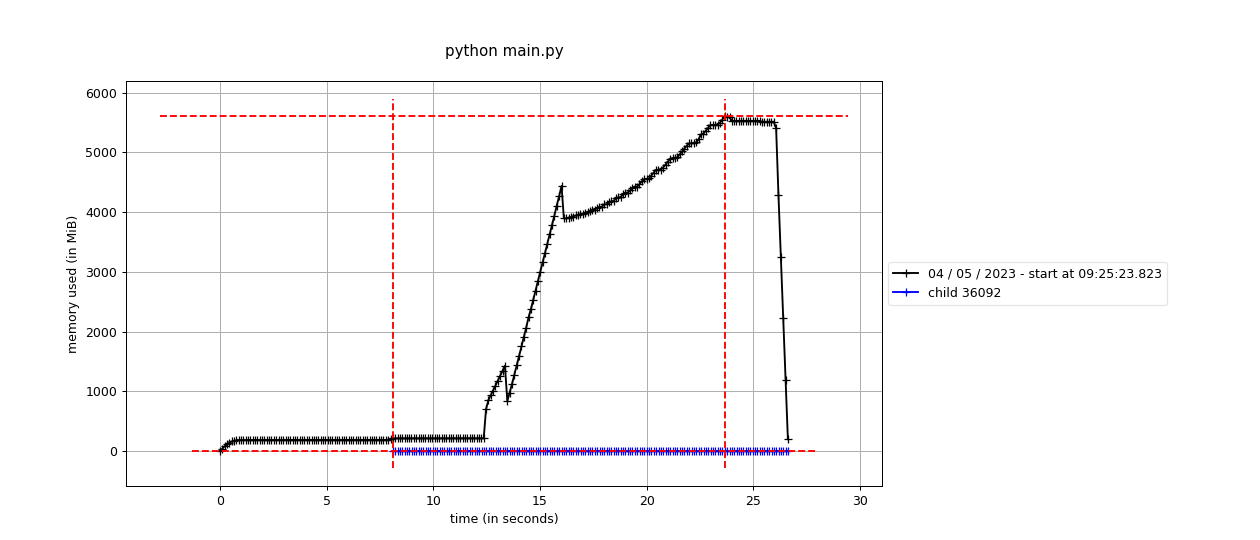 python main.py
6000
5000
4000
3000
2000
1000
0
memory used (in MiB)
0 5 10 15 20 25 30
time (in seconds)
04 / 05 / 2023 - start at 09:25:23.823
child 36092